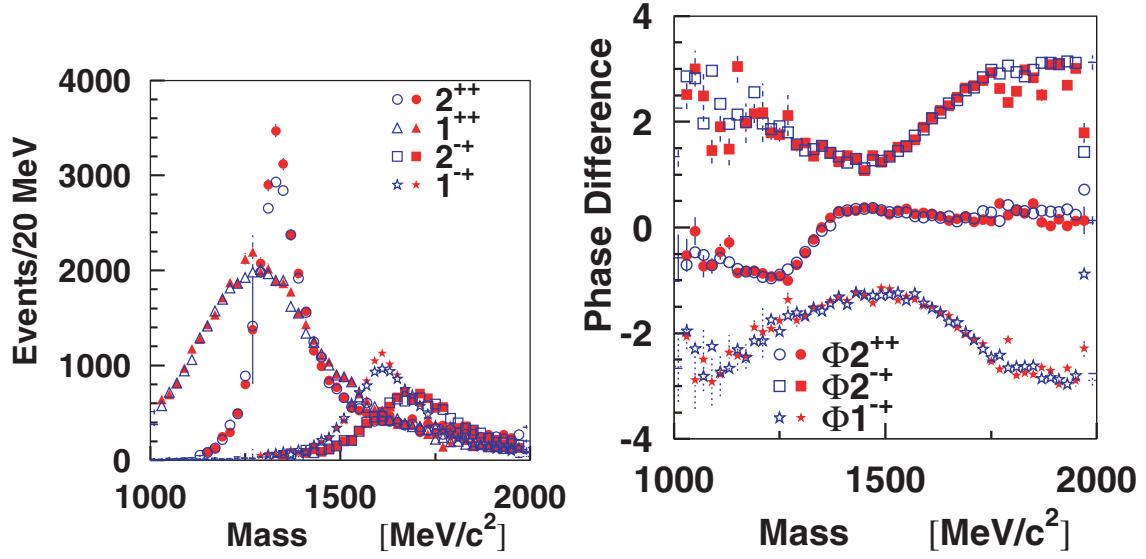 4000
3000
2000
1000
0
Events/20 MeV
2++
1++
2-+
1-+
1000 1500 2000
Mass [MeV/c2]
4
2
0
-2
-4
Phase Difference
Φ2++
Φ2-+
Φ1-+
1000 1500 2000
Mass [MeV/c2]